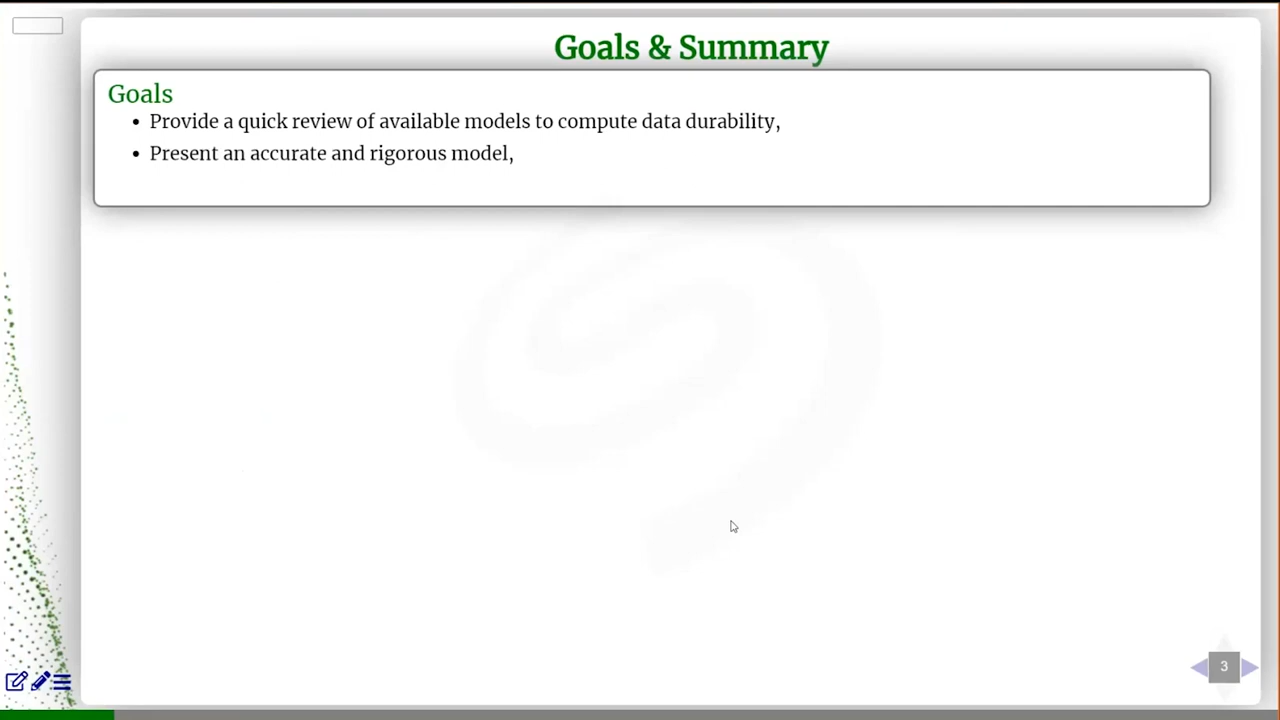 Goals & Summary
Goals
• Provide a quick review of available models to compute data durability,
• Present an accurate and rigorous model,
3